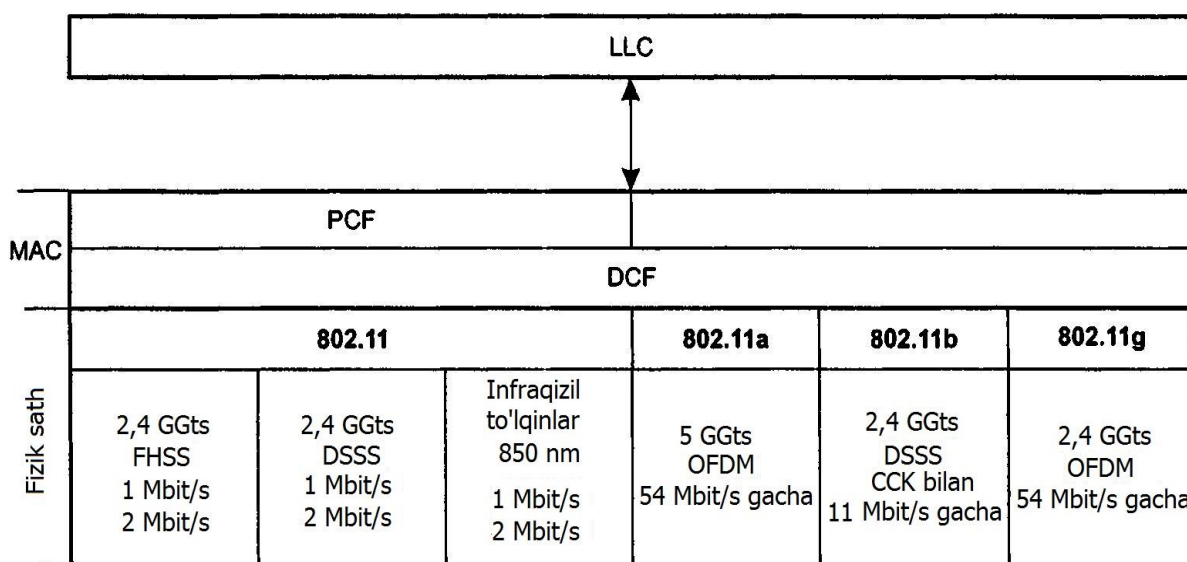 LLC
PCF
MAC
DCF
802.11
802.11a
802.11b
802.11g
Fizik sath
2,4 GGts
FHSS
1 Mbit/s
2 Mbit/s
2,4 GGts
DSSS
1 Mbit/s
2 Mbit/s
Infraqizil
to'lqinlar
850 nm
1 Mbit/s
2 Mbit/s
5 GGts
OFDM
54 Mbit/s gacha
2,4 GGts
DSSS
CCK bilan
11 Mbit/s gacha
2,4 GGts
OFDM
54 Mbit/s gacha